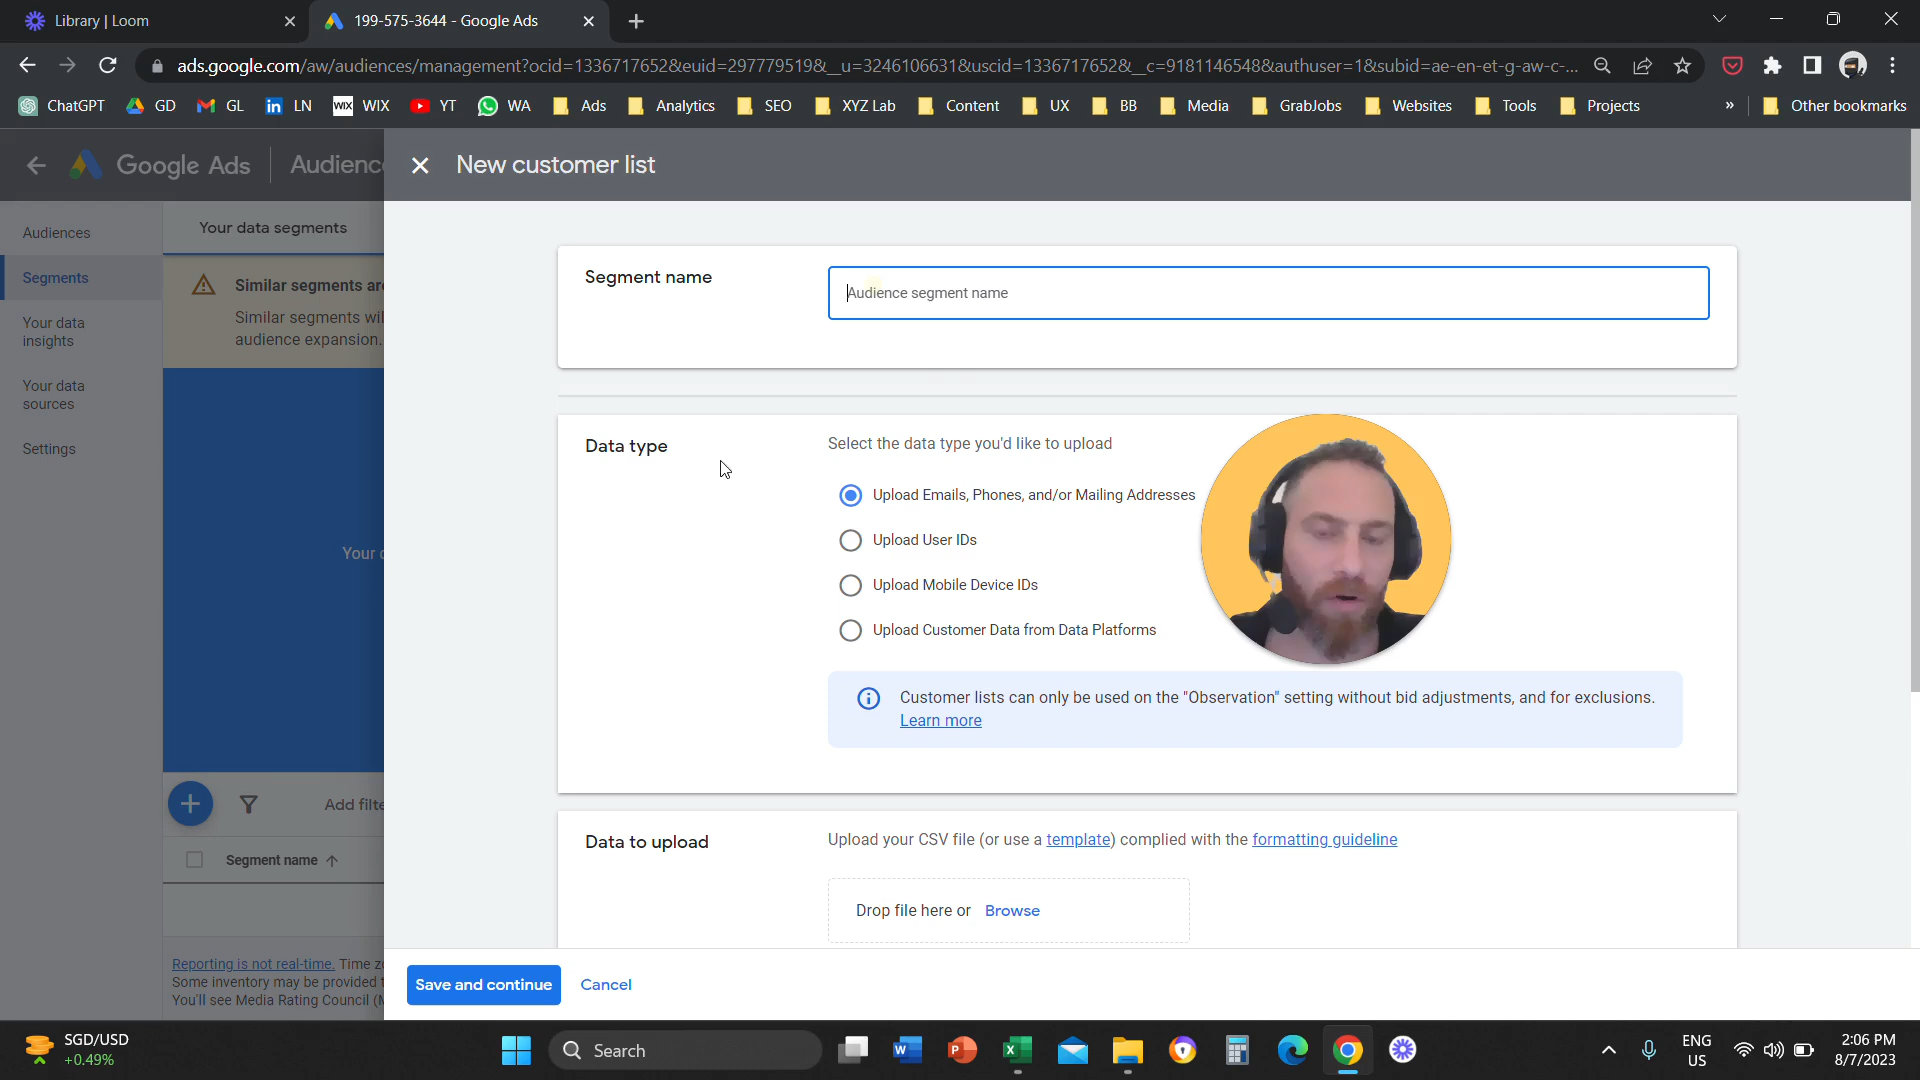 Library | Loom
199-575-3644 - Google Ads
ads.google.com/aw/audiences/management?ocid=1336717652&euid=297779519&__u=3246106631&uscid=1336717652&__c=9181146548&authuser=1&subid=ae-en-et-g-aw-c-...
ChatGPT GD GL LN WIX YT WA Ads Analytics SEO XYZ Lab Content UX BB Media GrabJobs Websites Tools Projects » Other bookmarks
Google Ads Audienc
New customer list
Audiences
Segments
Your data
insights
Your data
sources
Settings
Your data segments
Similar segments are
Similar segments wil
audience expansion.
Your
Add filte
Segment name
Reporting is not real-time. Time
Some inventory may be provided
You'll see Media Rating Council
Segment name
Audience segment name
Data type
Select the data type you'd like to upload
Upload Emails, Phones, and/or Mailing Addresses
Upload User IDs
Upload Mobile Device IDs
Upload Customer Data from Data Platforms
Customer lists can only be used on the "Observation" setting without bid adjustments, and for exclusions.
Learn more
Data to upload
Upload your CSV file (or use a template) complied with the formatting guideline
Drop file here or Browse
Save and continue Cancel
SGD/USD
+0.49%
Search
ENG
US
2:06 PM
8/7/2023